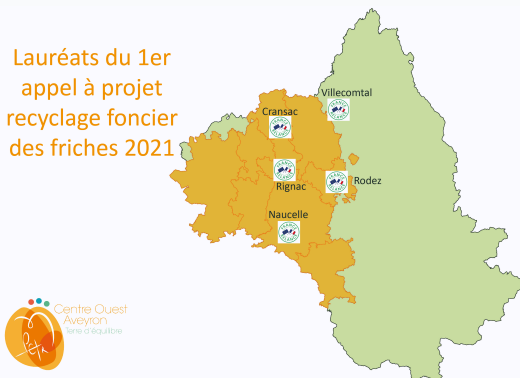 Lauréats du 1er
appel à projet
recyclage foncier
des friches 2021
Villecomtal
Cransac
Rignac
Rodez
Naucelle
Centre Ouest
Aveyron
Terre d'équilibre